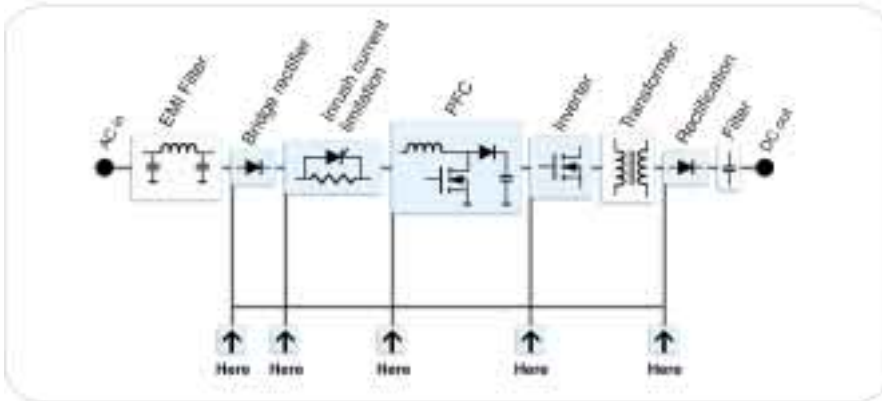 AC in
EMI Filter
Bridge rectifier
Inrush current
limitation
PFC
Inverter
Transformer
Rectification
Filter
DC out
Here
Here
Here
Here
Here